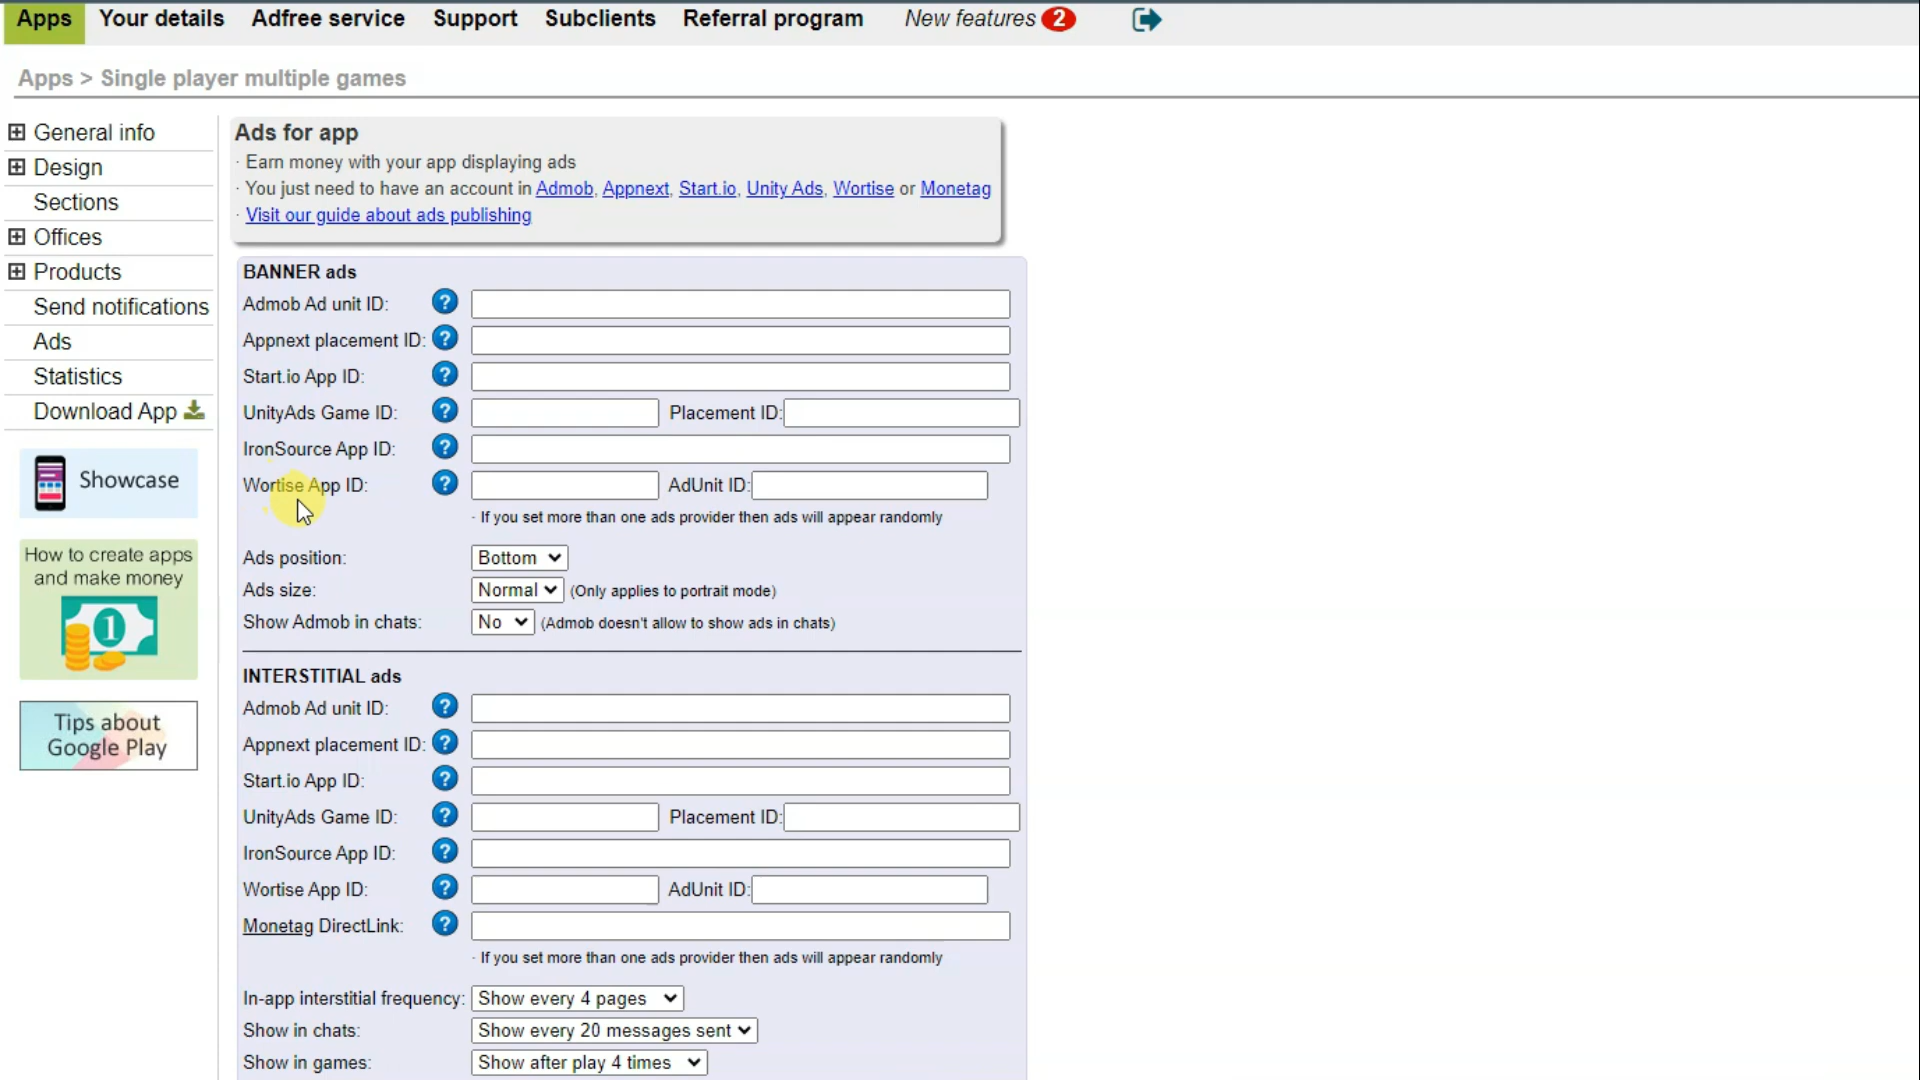 Apps Your details Adfree service Support Subclients Referral program New features 2
Apps > Single player multiple games
General info
Design
Sections
Offices
Products
Send notifications
Ads
Statistics
Download App
Showcase
How to create apps
and make money
1
Tips about
Google Play
Ads for app
· Earn money with your app displaying ads
· You just need to have an account in Admob, Appnext, Start.io, Unity Ads, Wortise or Monetag
· Visit our guide about ads publishing
BANNER ads
Admob Ad unit ID: ?
Appnext placement ID: ?
Start.io App ID: ?
UnityAds Game ID: ? Placement ID:
IronSource App ID: ?
Wortise App ID: ? AdUnit ID:
· If you set more than one ads provider then ads will appear randomly
Ads position: Bottom
Ads size: Normal (Only applies to portrait mode)
Show Admob in chats: No (Admob doesn't allow to show ads in chats)
INTERSTITIAL ads
Admob Ad unit ID: ?
Appnext placement ID: ?
Start.io App ID: ?
UnityAds Game ID: ? Placement ID:
IronSource App ID: ?
Wortise App ID: ? AdUnit ID:
Monetag DirectLink: ?
· If you set more than one ads provider then ads will appear randomly
In-app interstitial frequency: Show every 4 pages
Show in chats: Show every 20 messages sent
Show in games: Show after play 4 times